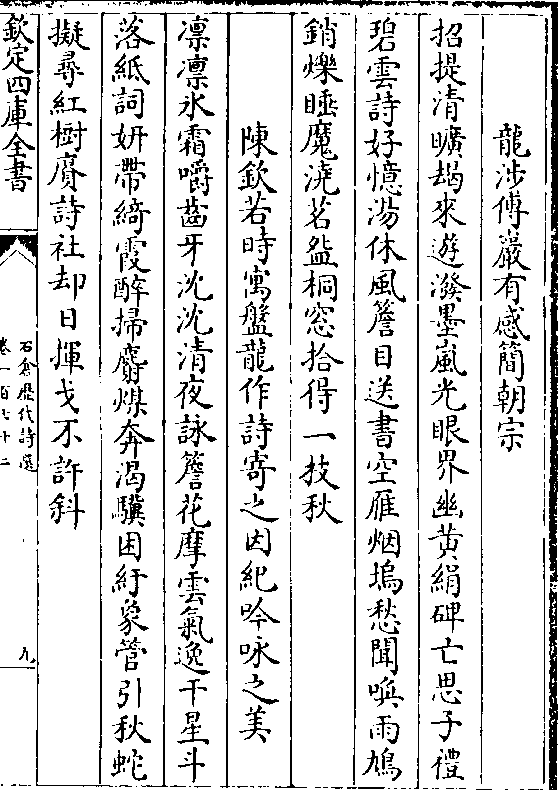 龍涉傅巖有感簡朝宗
招提清曠朅來遊潑墨嵐光眼界幽黄絹碑亡思子禮
碧雲詩好憶湯休風簷目送書空雁烟塢愁聞喚雨鳩
銷爍睡魔澆茗盌桐窓拾得一技秋
陳欽若時寓盤龍作詩寄之因紀吟咏之美
凛凛氷霜嚼齒牙沈沈清夜詠簷花摩雲氣逸干星斗
落紙詞妍帶綺霞醉掃麝煤奔渇驥困紆象管引秋蛇
擬尋紅樹賡詩社却日揮戈不許斜
欽定四庫全書
石倉歴代詩選
卷一百七十二
九